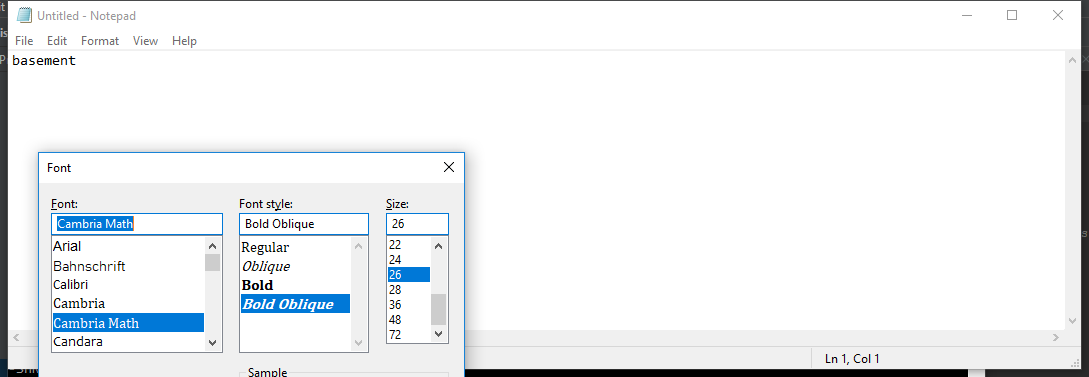 Untitled - Notepad
File Edit Format View Help
basement
Font
Font: Font style: Size:
Cambria Math Bold Oblique 26
Arial
Bahnschrift
Calibri
Cambria
Cambria Math
Candara
Regular
Oblique
Bold
Bold Oblique
22
24
26
28
36
48
72
Sample
Ln 1, Col 1